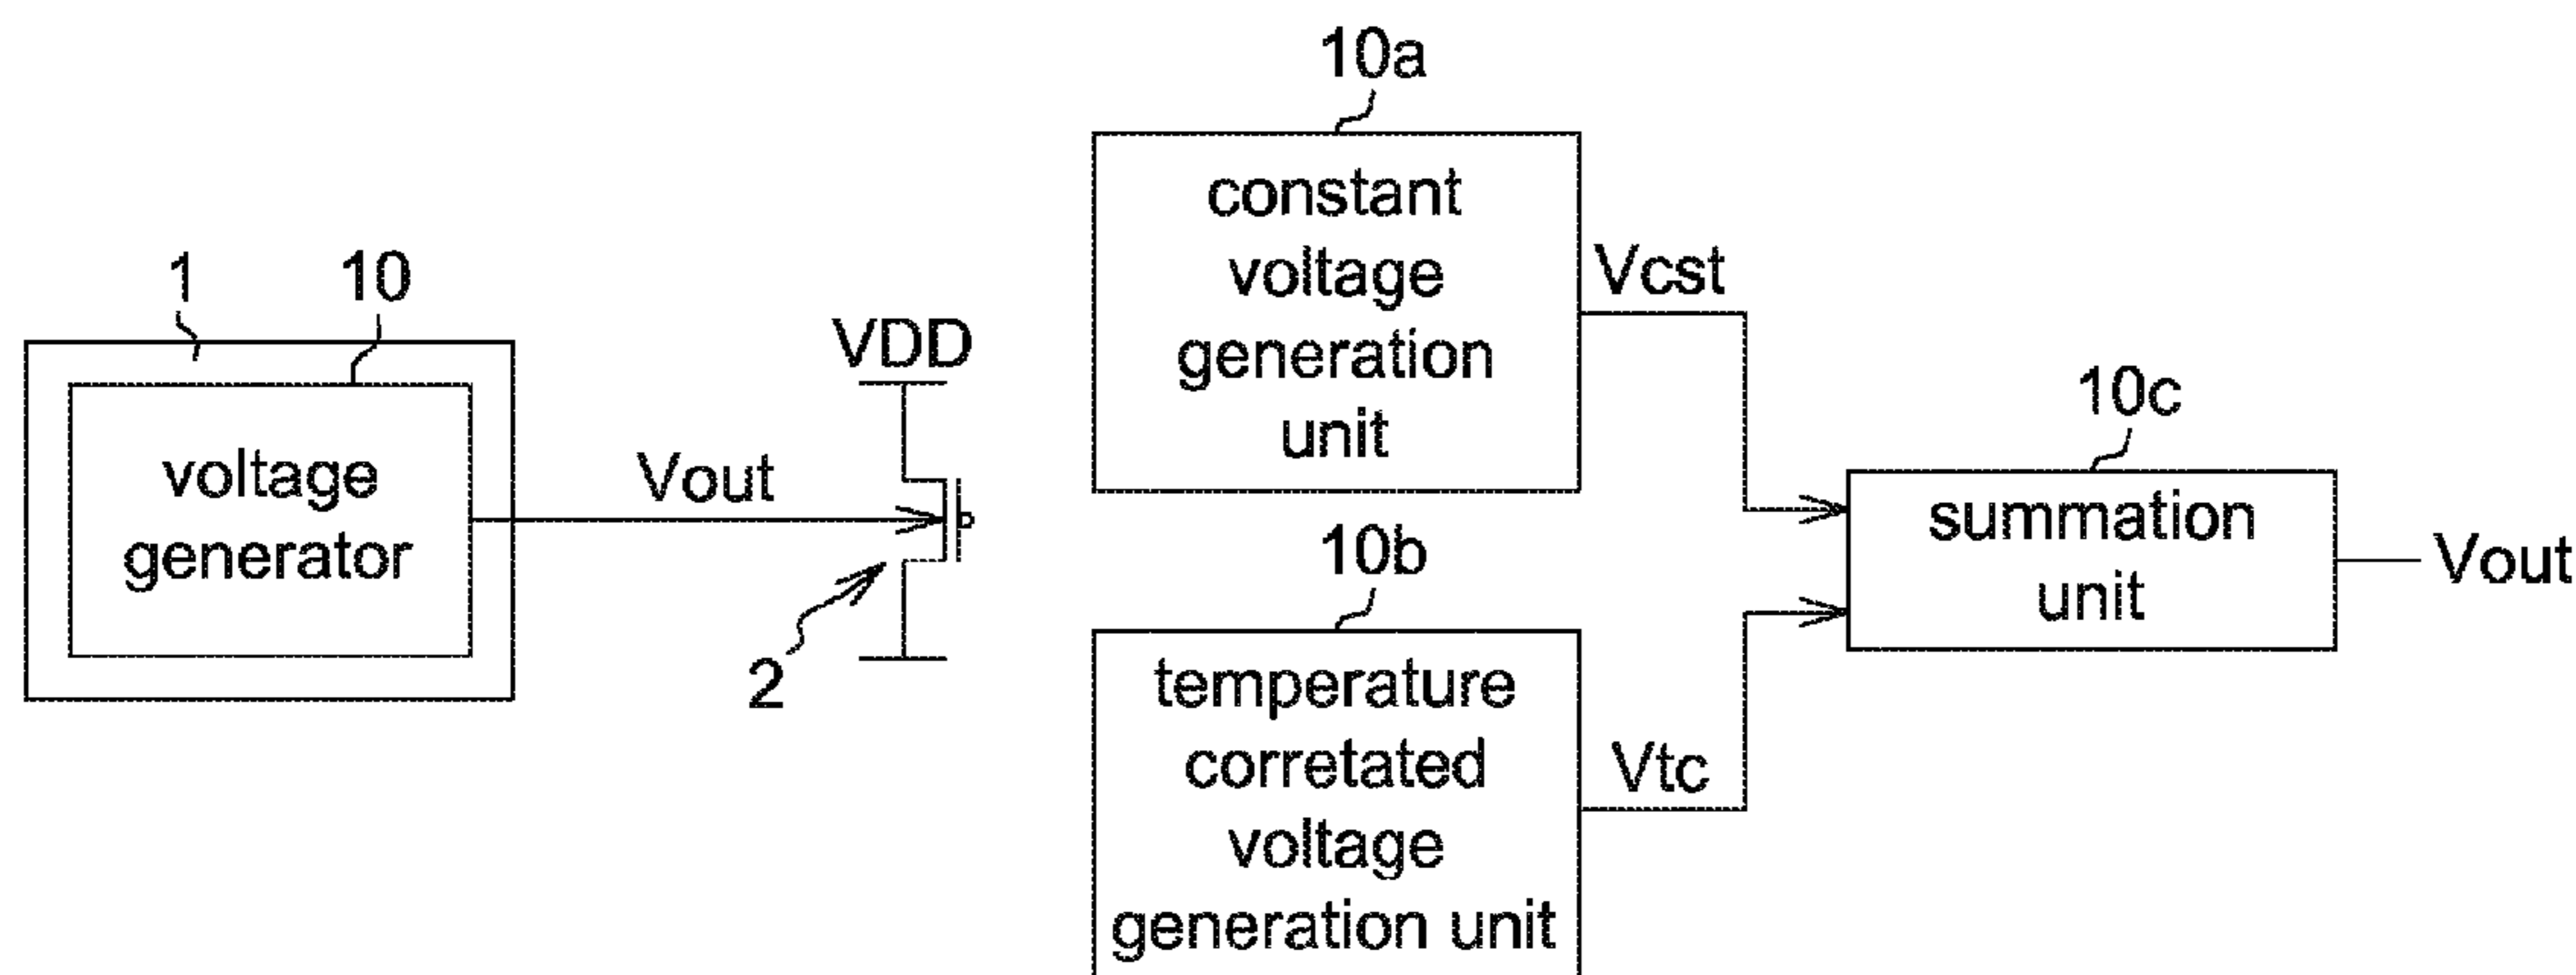 1
10
voltage
generator
Vout
VDD
2
10a
constant
voltage
generation
unit
Vcst
10b
temperature
corretated
voltage
generation unit
Vtc
10c
summation
unit
Vout